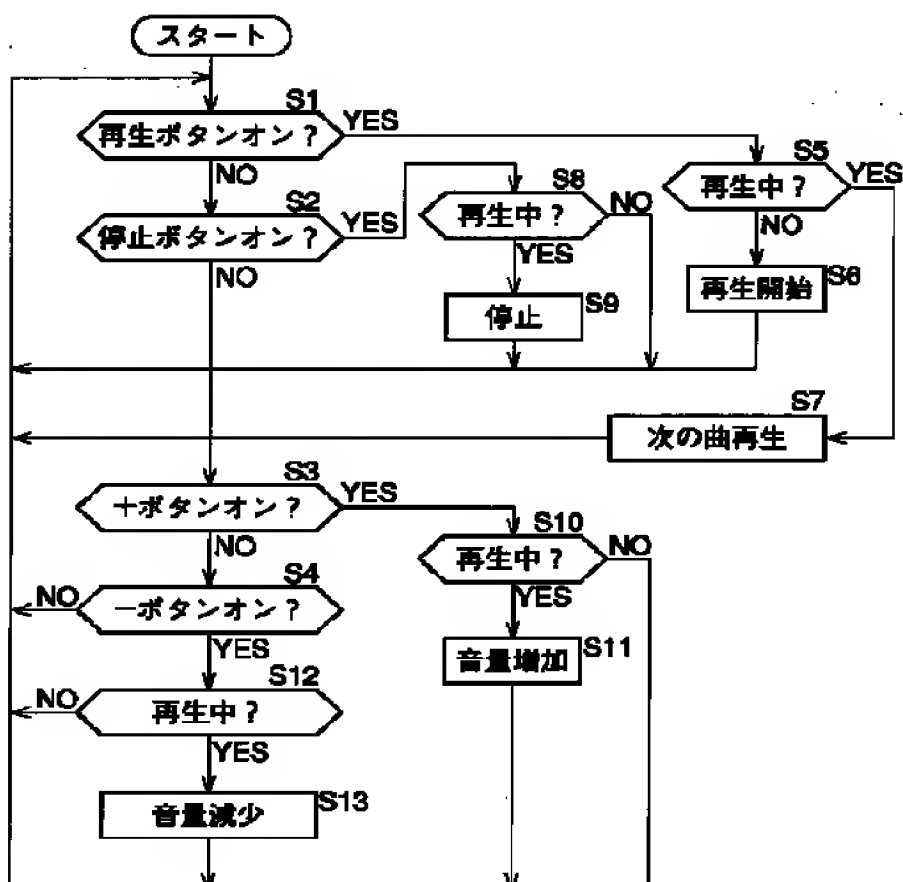 スタート
S1
再生ボタンオン？
YES
NO
S2
停止ボタンオン？
YES
NO
S8
再生中？
NO
YES
S9
停止
S5
再生中？
YES
NO
S6
再生開始
S7
次の曲再生
S3
＋ボタンオン？
YES
NO
S10
再生中？
NO
YES
S11
音量増加
S4
－ボタンオン？
NO
YES
S12
再生中？
NO
YES
S13
音量減少